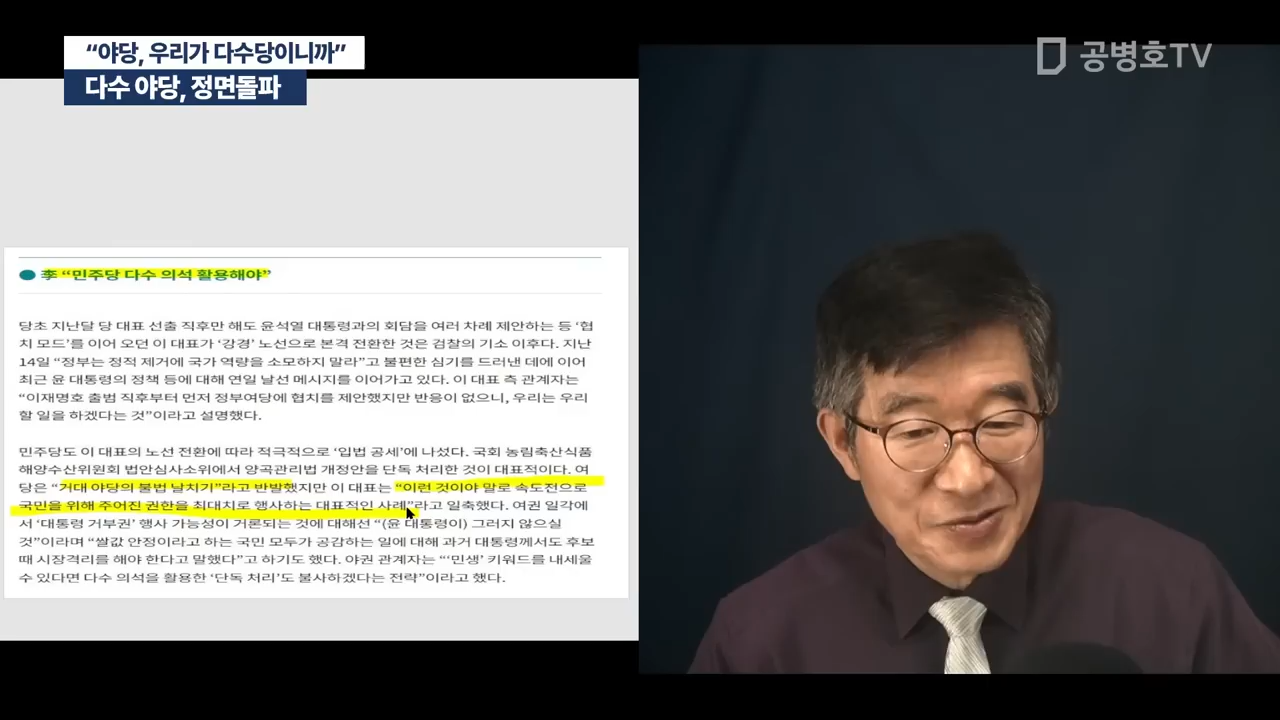 “야당, 우리가 다수당이니까”
다수 야당, 정면돌파
공병호TV
● 李 “민주당 다수 의석 활용해야”
당초 지난달 당 대표 선출 직후만 해도 윤석열 대통령과의 회담을 여러 차례 제안하는 등 ‘협
치 모드’를 이어 오던 이 대표가 ‘강경’ 노선으로 본격 전환한 것은 검찰의 기소 이후다. 지난
14일 “정부는 정적 제거에 국가 역량을 소모하지 말라”고 불편한 심기를 드러낸 데에 이어
최근 윤 대통령의 정책 등에 대해 연일 날선 메시지를 이어가고 있다. 이 대표 측 관계자는
“이재명호 출범 직후부터 먼저 정부여당에 협치를 제안했지만 반응이 없으니, 우리는 우리
할 일을 하겠다는 것”이라고 설명했다.
민주당도 이 대표의 노선 전환에 따라 적극적으로 ‘입법 공세’에 나섰다. 국회 농림축산식품
해양수산위원회 법안심사소위에서 양곡관리법 개정안을 단독 처리한 것이 대표적이다. 여
당은 “거대 야당의 불법 날치기”라고 반발했지만 이 대표는 “이런 것이야 말로 속도전으로
국민을 위해 주어진 권한을 최대치로 행사하는 대표적인 사례”라고 일축했다. 여권 일각에
서 ‘대통령 거부권’ 행사 가능성이 거론되는 것에 대해선 “(윤 대통령이) 그러지 않으실
것”이라며 “쌀값 안정이라고 하는 국민 모두가 공감하는 일에 대해 과거 대통령께서도 후보
때 시장격리를 해야 한다고 말했다”고 하기도 했다. 야권 관계자는 “‘민생’ 키워드를 내세울
수 있다면 다수 의석을 활용한 ‘단독 처리’도 불사하겠다는 전략”이라고 했다.